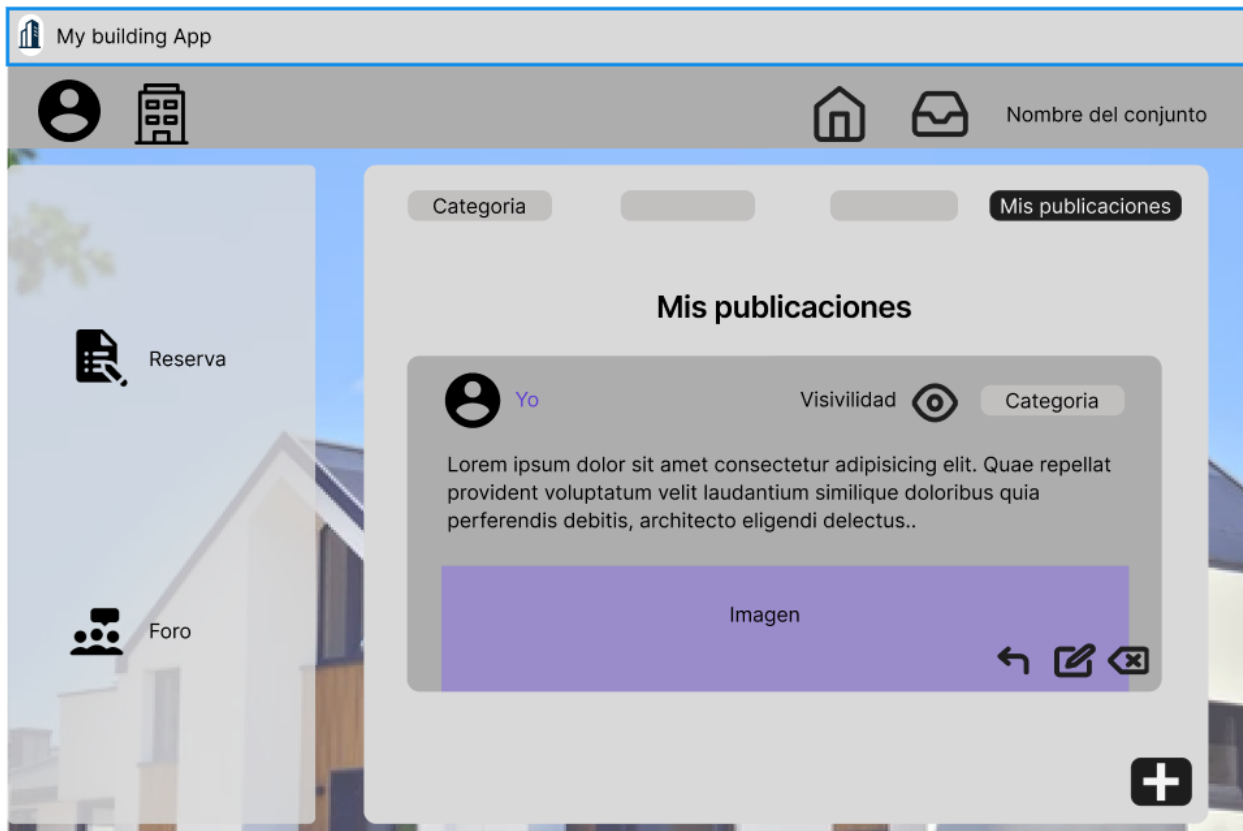 My building App
Nombre del conjunto
Categoria
Mis publicaciones
Reserva
Foro
Mis publicaciones
Yo
Visivilidad
Categoria
Lorem ipsum dolor sit amet consectetur adipisicing elit. Quae repellat
provident voluptatum velit laudantium similique doloribus quia
perferendis debitis, architecto eligendi delectus..
Imagen